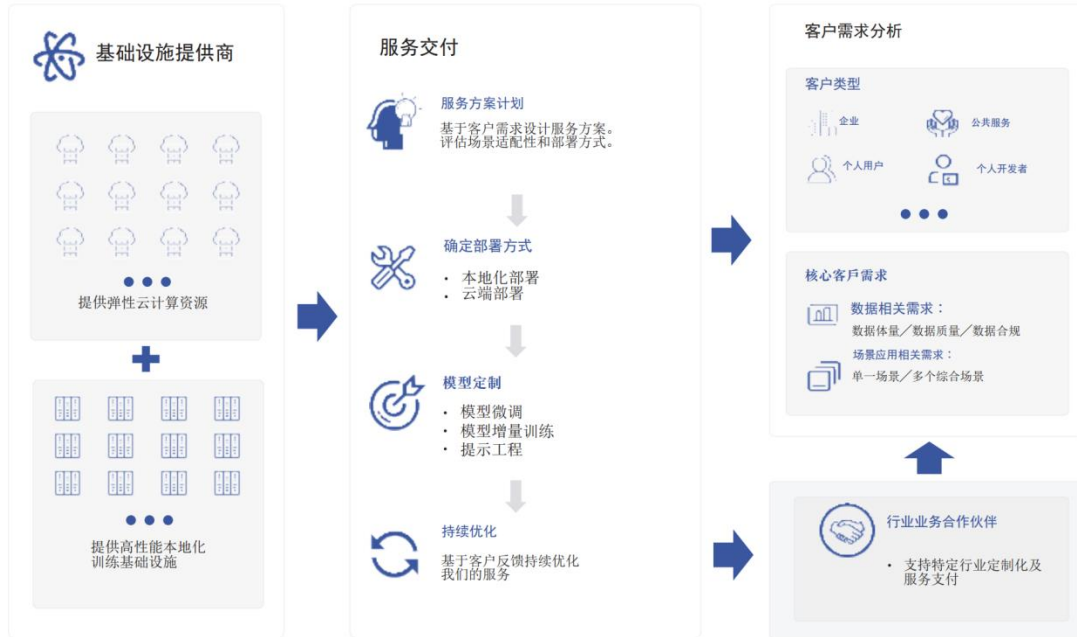 基础设施提供商
提供弹性云计算资源
提供高性能本地化
训练基础设施
服务交付
服务方案计划
基于客户需求设计服务方案。
评估场景适配性和部署方式。
确定部署方式
• 本地化部署
• 云端部署
模型定制
• 模型微调
• 模型增量训练
• 提示工程
持续优化
基于客户反馈持续优化
我们的服务
客户需求分析
客户类型
企业
公共服务
个人用户
个人开发者
核心客戶需求
数据相关需求：
数据体量／数据质量／数据合规
场景应用相关需求：
单一场景／多个综合场景
行业业务合作伙伴
• 支持特定行业定制化及
服务支付